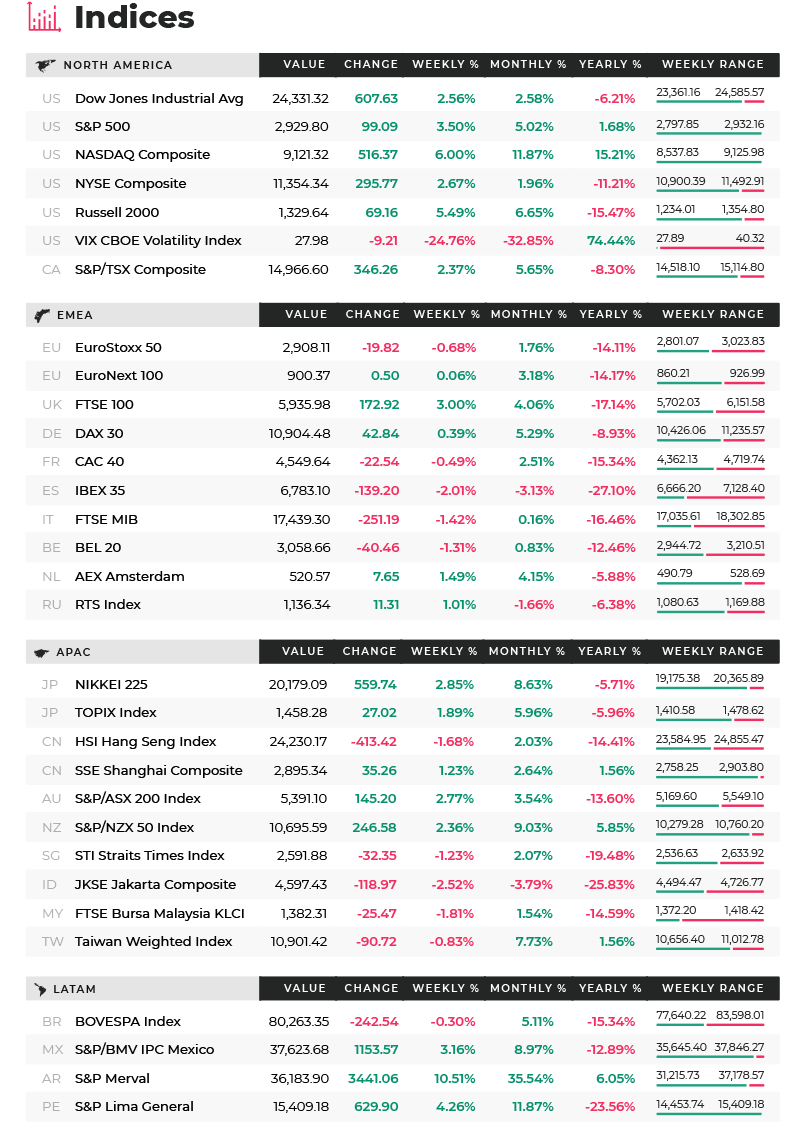 Indices
NORTH AMERICA VALUE CHANGE WEEKLY % MONTHLY % YEARLY % WEEKLY RANGE
US Dow Jones Industrial Avg 24,331.32 607.63 2.56% 2.58% -6.21% 23,361.16 24,585.57
US S&P 500 2,929.80 99.09 3.50% 5.02% 1.68% 2,797.85 2,932.16
US NASDAQ Composite 9,121.32 516.37 6.00% 11.87% 15.21% 8,537.83 9,125.98
US NYSE Composite 11,354.34 295.77 2.67% 1.96% -11.21% 10,900.39 11,492.91
US Russell 2000 1,329.64 69.16 5.49% 6.65% -15.47% 1,234.01 1,354.80
US VIX CBOE Volatility Index 27.98 -9.21 -24.76% -32.85% 74.44% 27.89 40.32
CA S&P/TSX Composite 14,966.60 346.26 2.37% 5.65% -8.30% 14,518.10 15,114.80
EMEA VALUE CHANGE WEEKLY % MONTHLY % YEARLY % WEEKLY RANGE
EU EuroStoxx 50 2,908.11 -19.82 -0.68% 1.76% -14.11% 2,801.07 3,023.83
EU EuroNext 100 900.37 0.50 0.06% 3.18% -14.17% 860.21 926.99
UK FTSE 100 5,935.98 172.92 3.00% 4.06% -17.14% 5,702.03 6,151.58
DE DAX 30 10,904.48 42.84 0.39% 5.29% -8.93% 10,426.06 11,235.57
FR CAC 40 4,549.64 -22.54 -0.49% 2.51% -15.34% 4,362.13 4,719.74
ES IBEX 35 6,783.10 -139.20 -2.01% -3.13% -27.10% 6,666.20 7,128.40
IT FTSE MIB 17,439.30 -251.19 -1.42% 0.16% -16.46% 17,035.61 18,302.85
BE BEL 20 3,058.66 -40.46 -1.31% 0.83% -12.46% 2,944.72 3,210.51
NL AEX Amsterdam 520.57 7.65 1.49% 4.15% -5.88% 490.79 528.69
RU RTS Index 1,136.34 11.31 1.01% -1.66% -6.38% 1,080.63 1,169.88
APAC VALUE CHANGE WEEKLY % MONTHLY % YEARLY % WEEKLY RANGE
JP NIKKEI 225 20,179.09 559.74 2.85% 8.63% -5.71% 19,175.38 20,365.89
JP TOPIX Index 1,458.28 27.02 1.89% 5.96% -5.96% 1,410.58 1,478.62
CN HSI Hang Seng Index 24,230.17 -413.42 -1.68% 2.03% -14.41% 23,584.95 24,855.47
CN SSE Shanghai Composite 2,895.34 35.26 1.23% 2.64% 1.56% 2,758.25 2,903.80
AU S&P/ASX 200 Index 5,391.10 145.20 2.77% 3.54% -13.60% 5,169.60 5,549.10
NZ S&P/NZX 50 Index 10,695.59 246.58 2.36% 9.03% 5.85% 10,279.28 10,760.20
SG STI Straits Times Index 2,591.88 -32.35 -1.23% 2.07% -19.48% 2,536.63 2,633.92
ID JKSE Jakarta Composite 4,597.43 -118.97 -2.52% -3.79% -25.83% 4,494.47 4,726.77
MY FTSE Bursa Malaysia KLCI 1,382.31 -25.47 -1.81% 1.54% -14.59% 1,372.20 1,418.42
TW Taiwan Weighted Index 10,901.42 -90.72 -0.83% 7.73% 1.56% 10,656.40 11,012.78
LATAM VALUE CHANGE WEEKLY % MONTHLY % YEARLY % WEEKLY RANGE
BR BOVESPA Index 80,263.35 -242.54 -0.30% 5.11% -15.34% 77,640.22 83,598.01
MX S&P/BMV IPC Mexico 37,623.68 1153.57 3.16% 8.97% -12.89% 35,645.40 37,846.27
AR S&P Merval 36,183.90 3441.06 10.51% 35.54% 6.05% 31,215.73 37,178.57
PE S&P Lima General 15,409.18 629.90 4.26% 11.87% -23.56% 14,453.74 15,409.18